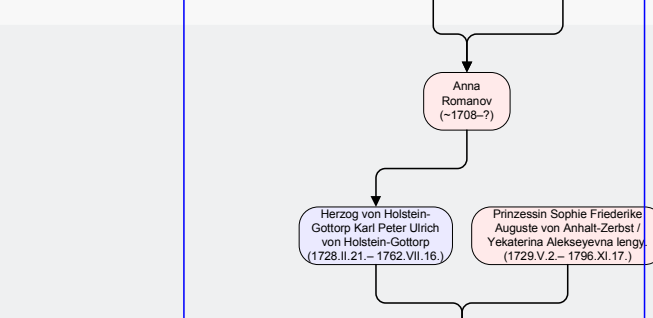 Anna
Romanov
(~1708–?)
Herzog von Holstein-
Gottorp Karl Peter Ulrich
von Holstein-Gottorp
(1728.II.21.– 1762.VII.16.)
Prinzessin Sophie Friederike
Auguste von Anhalt-Zerbst /
Yekaterina Alekseyevna Iengy.
(1729.V.2.– 1796.XI.17.)